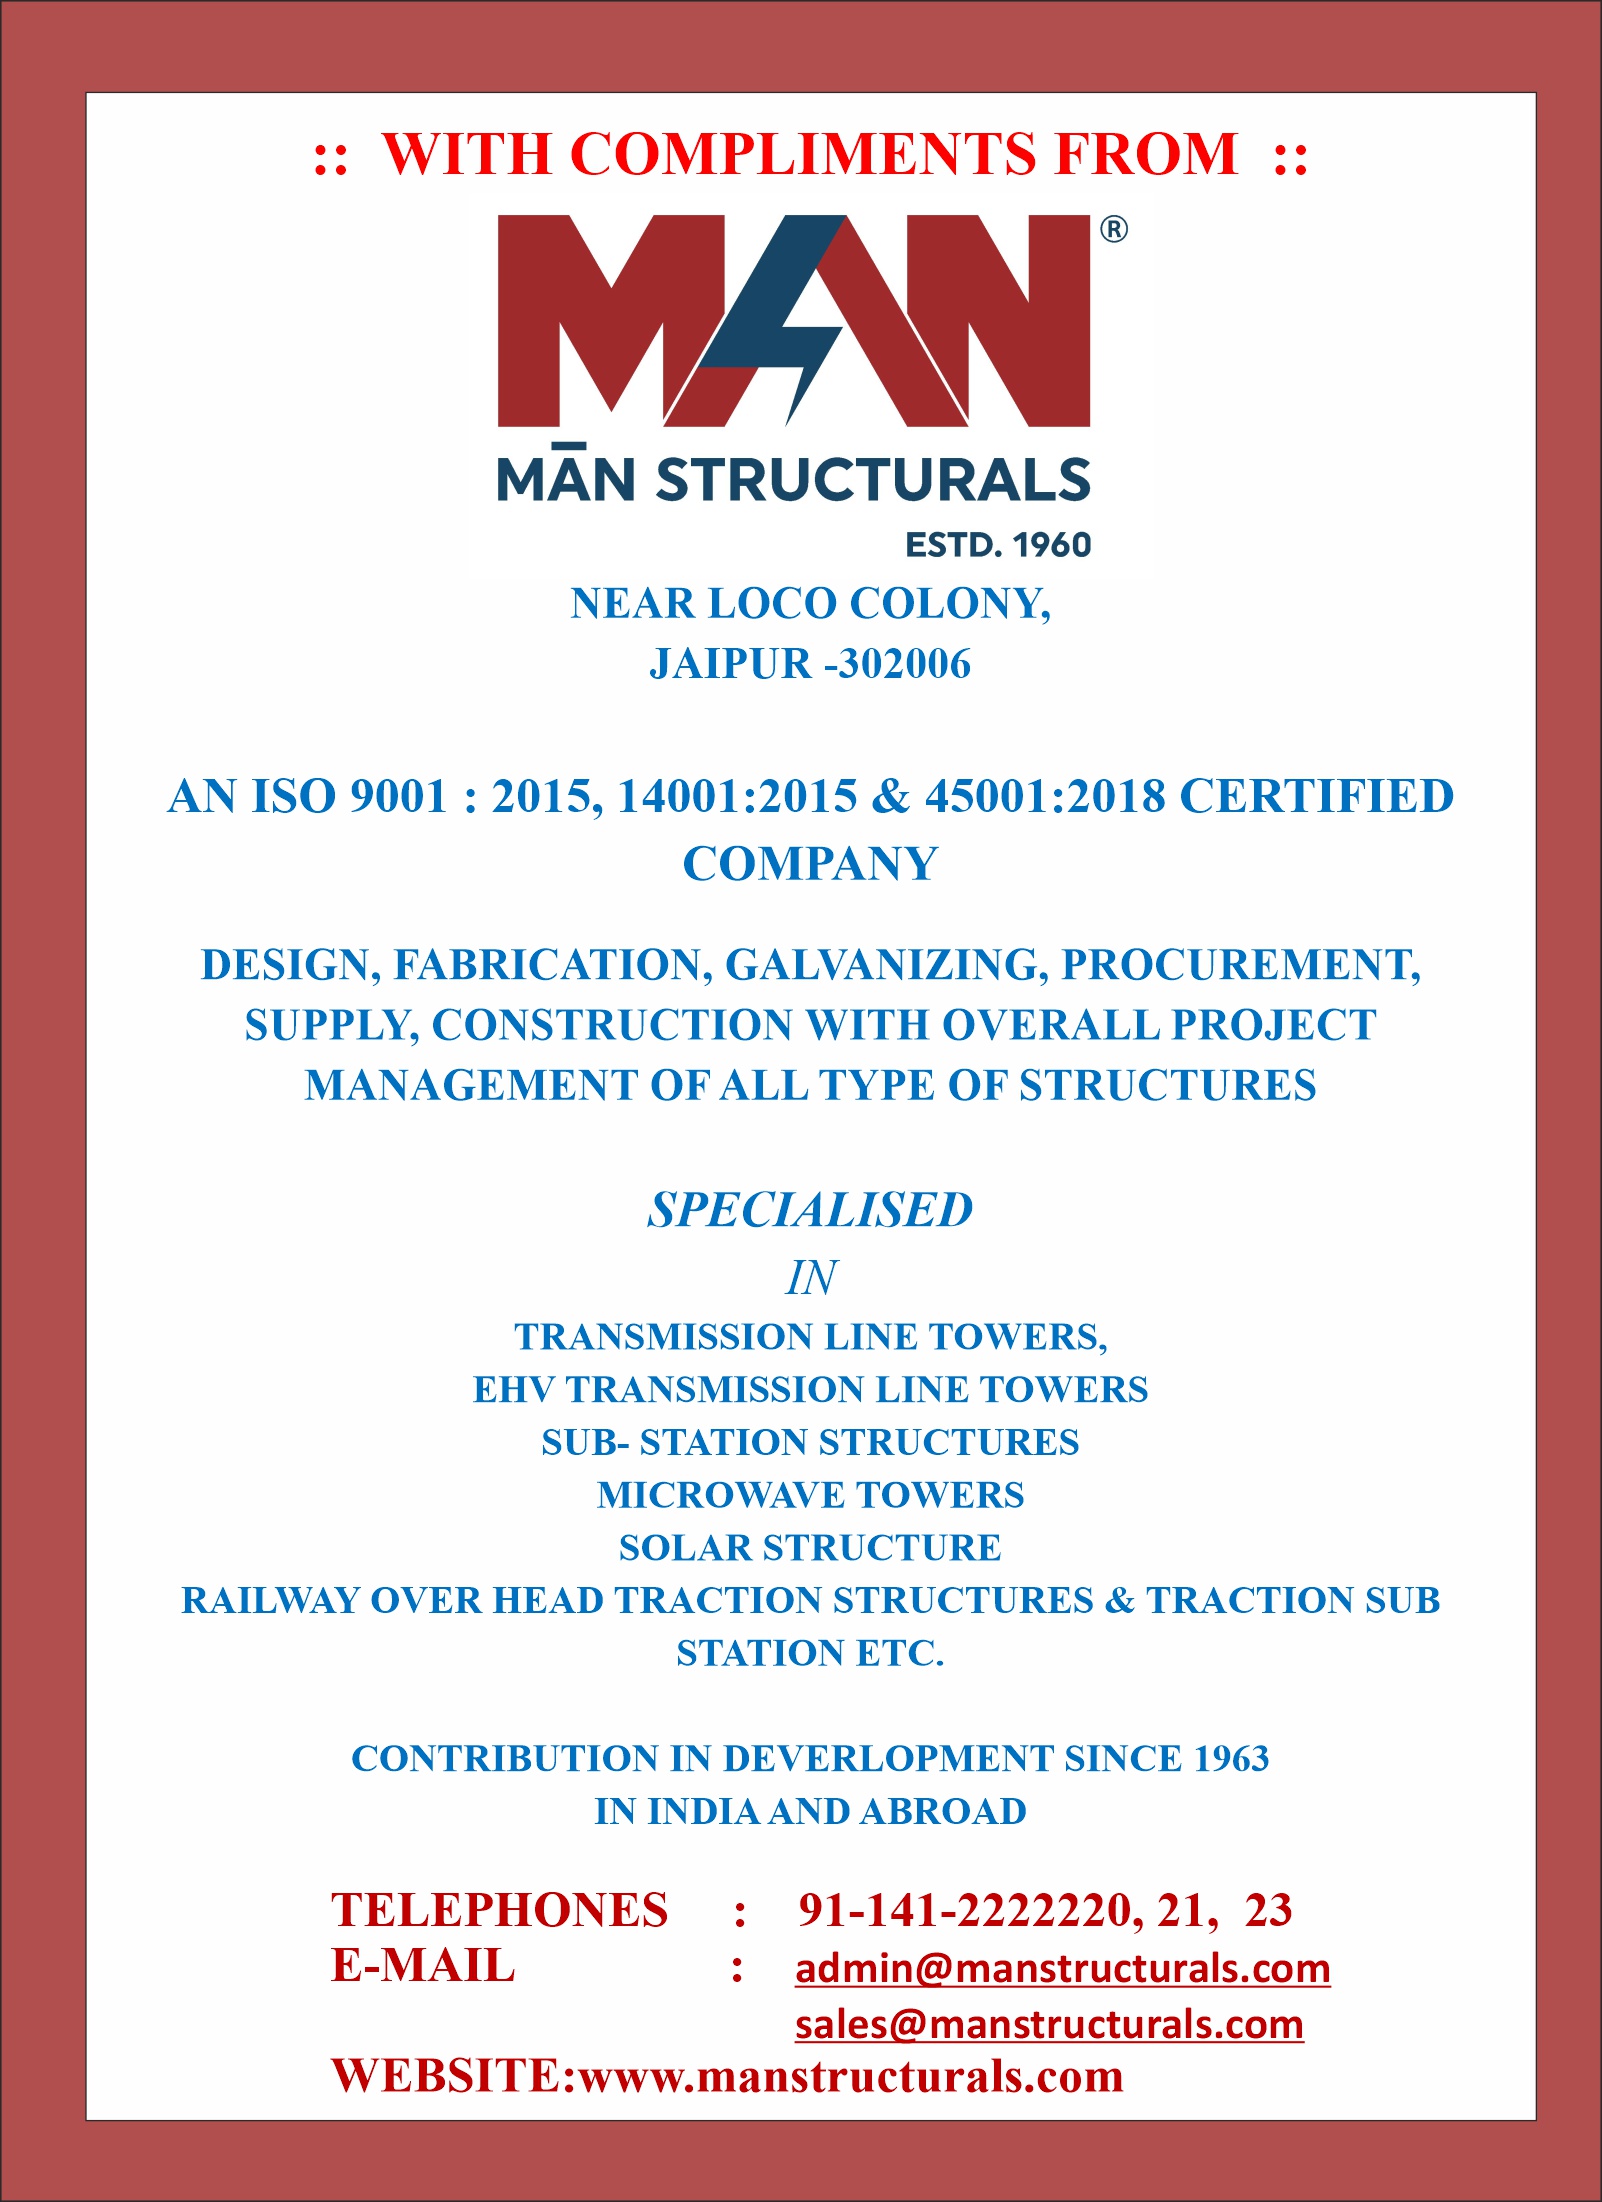 :: WITH COMPLIMENTS FROM ::
MAN®
MĀN STRUCTURALS
ESTD. 1960
NEAR LOCO COLONY,
JAIPUR -302006
AN ISO 9001 : 2015, 14001:2015 & 45001:2018 CERTIFIED
COMPANY
DESIGN, FABRICATION, GALVANIZING, PROCUREMENT,
SUPPLY, CONSTRUCTION WITH OVERALL PROJECT
MANAGEMENT OF ALL TYPE OF STRUCTURES
SPECIALISED
IN
TRANSMISSION LINE TOWERS,
EHV TRANSMISSION LINE TOWERS
SUB- STATION STRUCTURES
MICROWAVE TOWERS
SOLAR STRUCTURE
RAILWAY OVER HEAD TRACTION STRUCTURES & TRACTION SUB
STATION ETC.
CONTRIBUTION IN DEVERLOPMENT SINCE 1963
IN INDIA AND ABROAD
TELEPHONES : 91-141-2222220, 21, 23
E-MAIL : admin@manstructurals.com
sales@manstructurals.com
WEBSITE:www.manstructurals.com